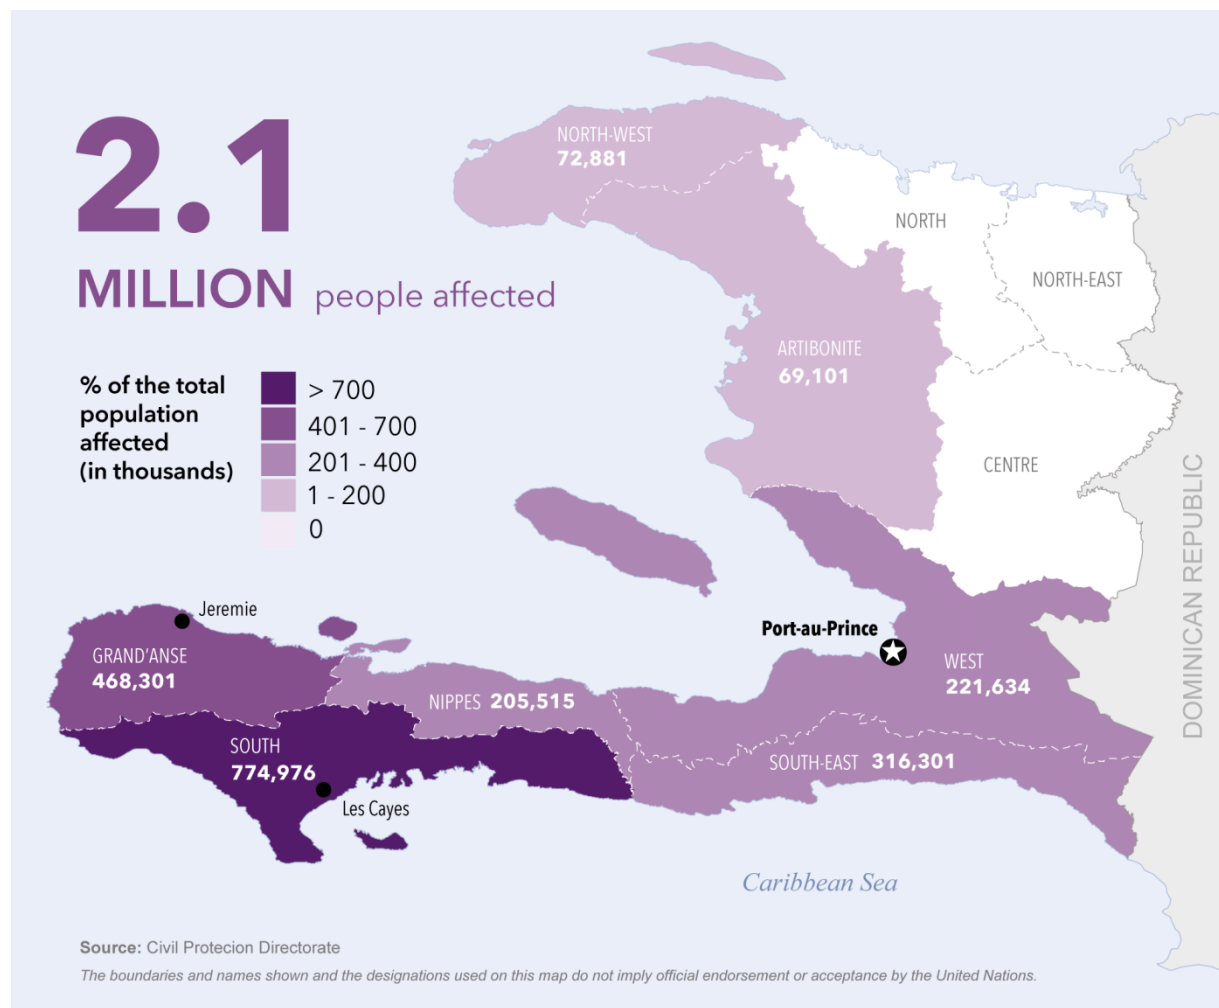 2.1
MILLION people affected
% of the total
population
affected
(in thousands)
> 700
401 - 700
201 - 400
1 - 200
0
NORTH-WEST
72,881
NORTH
NORTH-EAST
ARTIBONITE
69,101
CENTRE
DOMINICAN REPUBLIC
Jeremie
GRAND'ANSE
468,301
NIPPES 205,515
Port-au-Prince
WEST
221,634
SOUTH
774,976
SOUTH-EAST 316,301
Les Cayes
Caribbean Sea
Source: Civil Protecion Directorate
The boundaries and names shown and the designations used on this map do not imply official endorsement or acceptance by the United Nations.